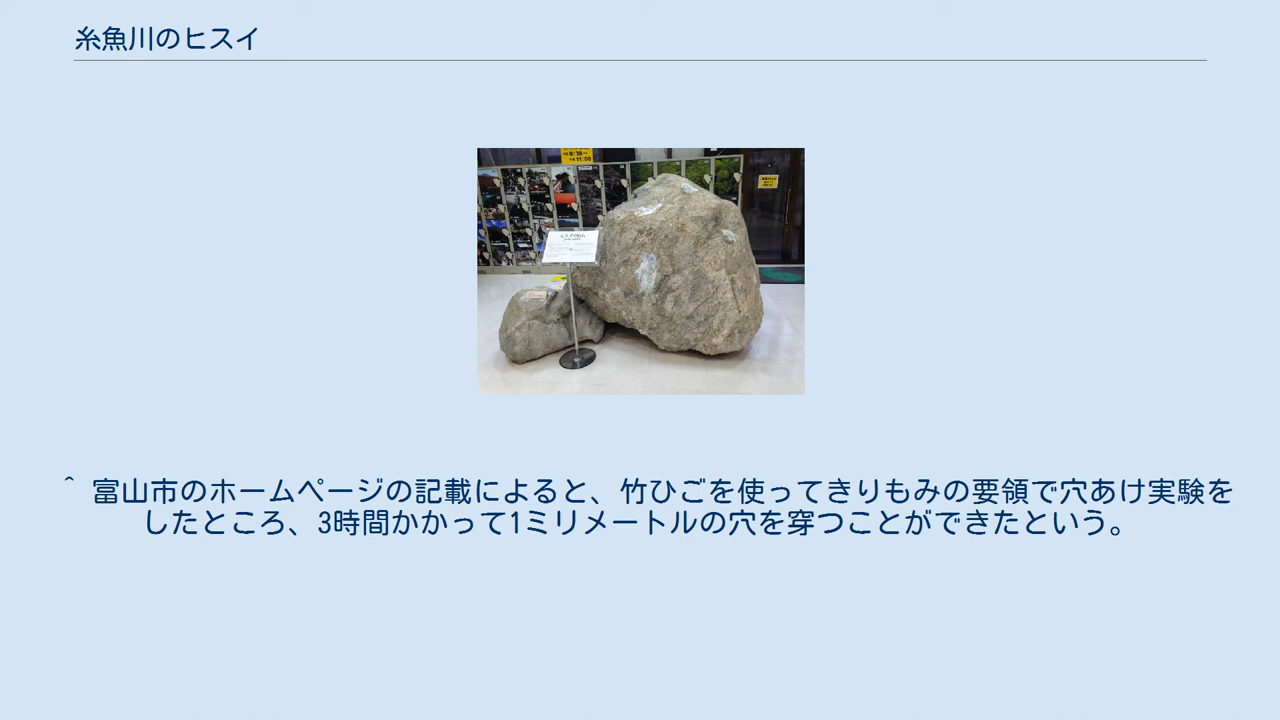 糸魚川のヒスイ
8:30
11:00
^ 富山市のホームページの記載によると、竹ひごを使ってきりもみの要領で穴あけ実験を
したところ、3時間かかって1ミリメートルの穴を穿つことができたという。